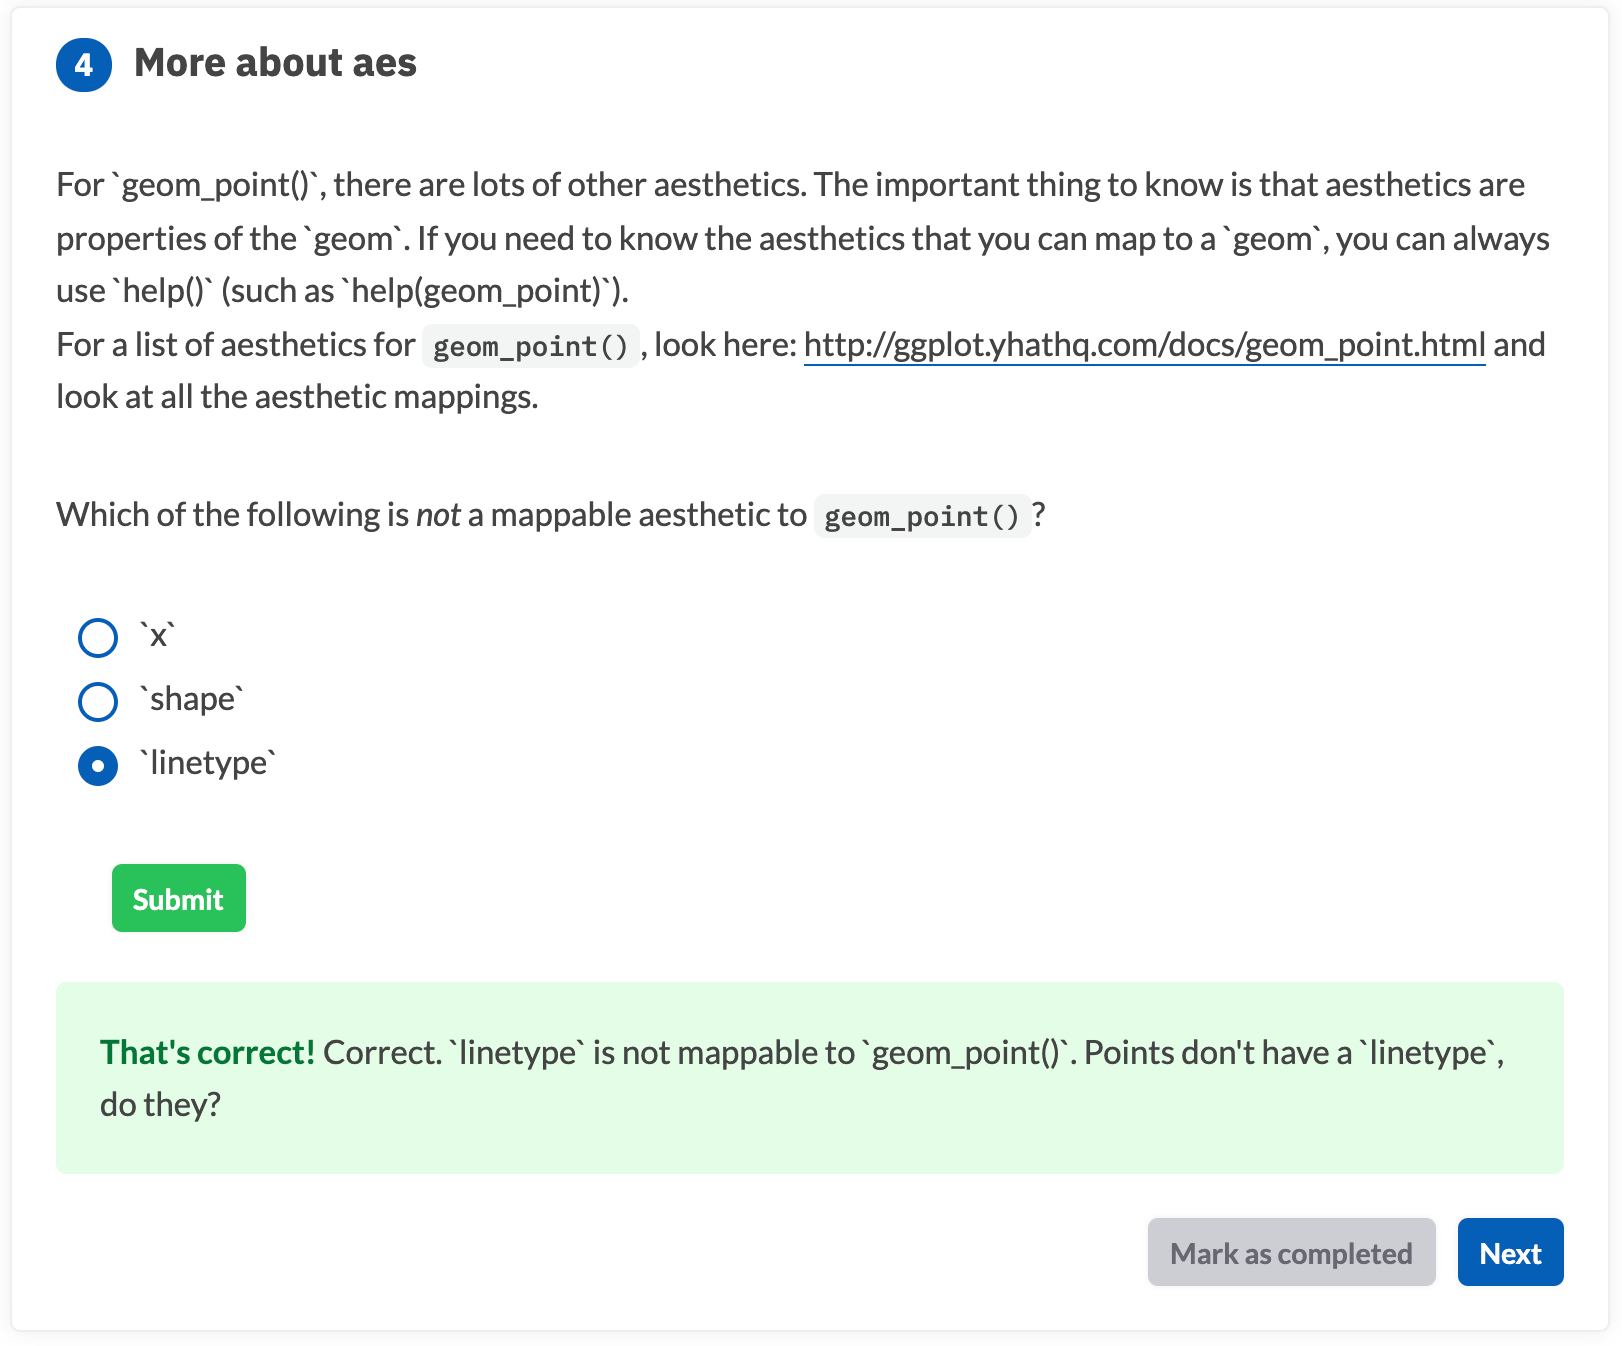 4 More about aes
For `geom_point()`, there are lots of other aesthetics. The important thing to know is that aesthetics are
properties of the `geom`. If you need to know the aesthetics that you can map to a `geom`, you can always
use `help()` (such as `help(geom_point)`).
For a list of aesthetics for geom_point(), look here: http://ggplot.yhathq.com/docs/geom_point.html and
look at all the aesthetic mappings.
Which of the following is not a mappable aesthetic to geom_point()?
`x`
`shape`
`linetype`
Submit
That's correct! Correct. `linetype` is not mappable to `geom_point()`. Points don't have a `linetype`,
do they?
Mark as completed Next